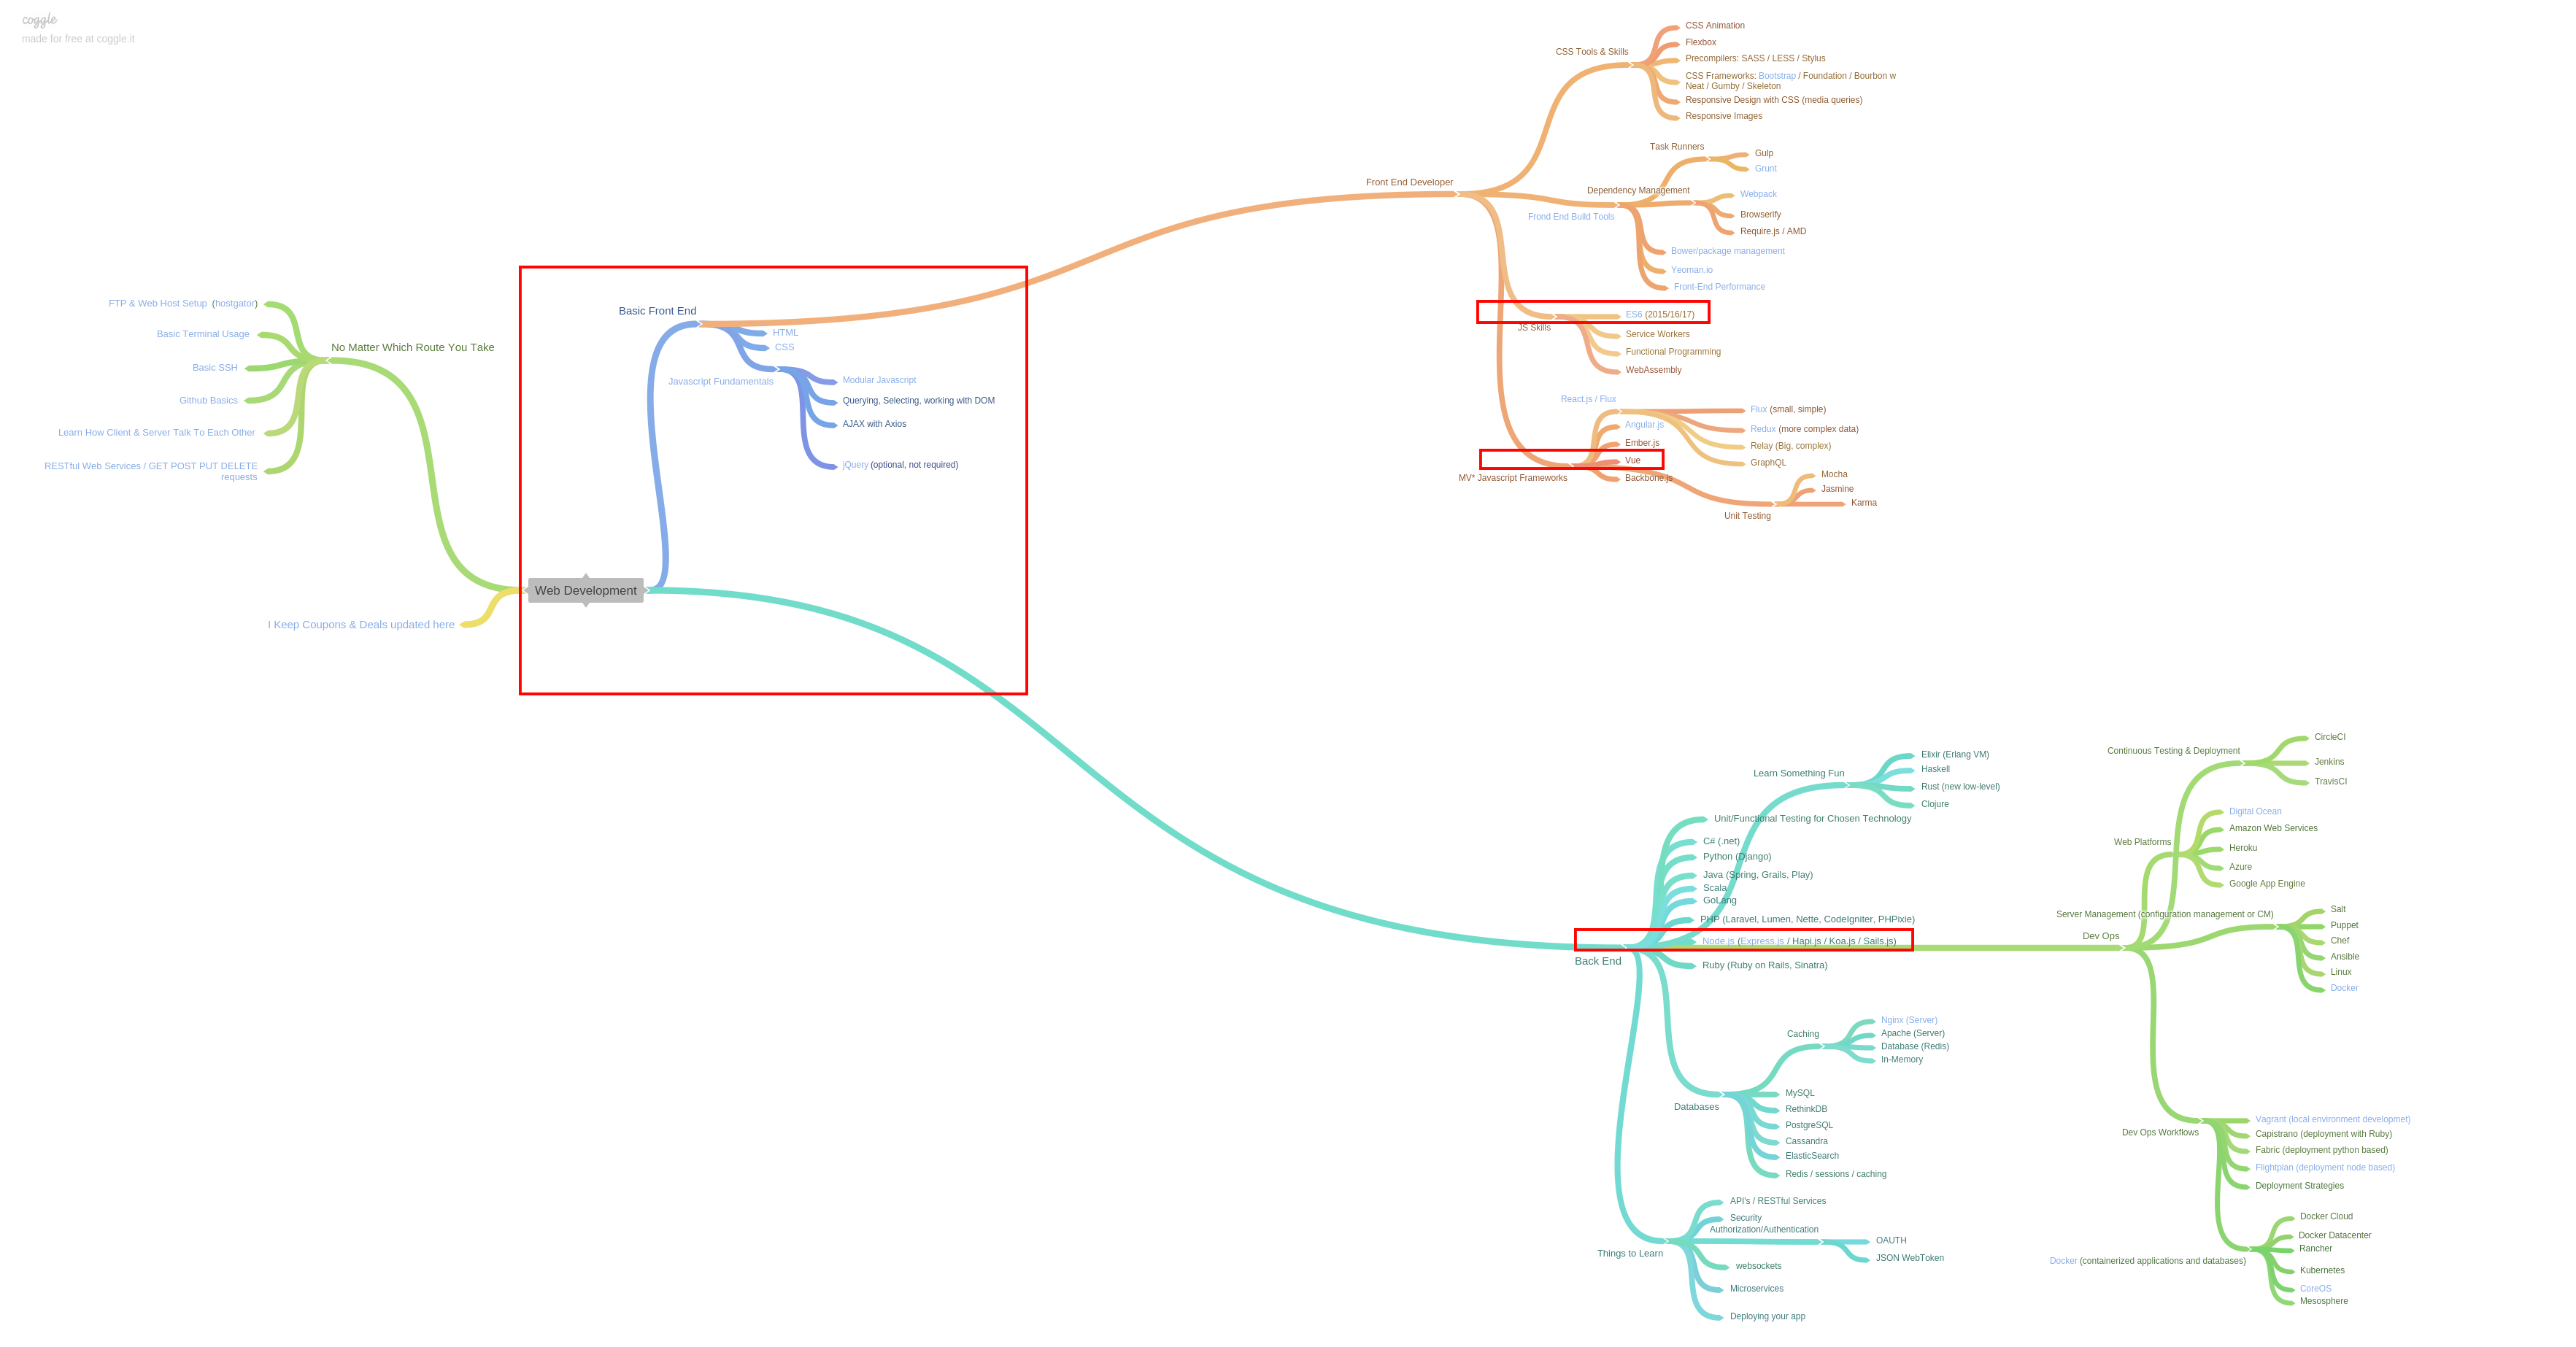 coggle
made for free at coggle.it
FTP & Web Host Setup (hostgator)
Basic Terminal Usage
Basic SSH
Github Basics
Learn How Client & Server Talk To Each Other
RESTful Web Services / GET POST PUT DELETE
requests
No Matter Which Route You Take
I Keep Coupons & Deals updated here
Web Development
Basic Front End
HTML
CSS
Javascript Fundamentals
Modular Javascript
Querying, Selecting, working with DOM
AJAX with Axios
jQuery (optional, not required)
Front End Developer
CSS Tools & Skills
CSS Animation
Flexbox
Precompilers: SASS / LESS / Stylus
CSS Frameworks: Bootstrap / Foundation / Bourbon w
Neat / Gumby / Skeleton
Responsive Design with CSS (media queries)
Responsive Images
Frond End Build Tools
Task Runners
Gulp
Grunt
Dependency Management
Webpack
Browserify
Require.js / AMD
Bower/package management
Yeoman.io
Front-End Performance
JS Skills
ES6 (2015/16/17)
Service Workers
Functional Programming
WebAssembly
MV* Javascript Frameworks
React.js / Flux
Flux (small, simple)
Redux (more complex data)
Relay (Big, complex)
GraphQL
Angular.js
Ember.js
Vue
Backbone.js
Unit Testing
Mocha
Jasmine
Karma
Back End
Learn Something Fun
Elixir (Erlang VM)
Haskell
Rust (new low-level)
Clojure
Unit/Functional Testing for Chosen Technology
C# (.net)
Python (Django)
Java (Spring, Grails, Play)
Scala
GoLang
PHP (Laravel, Lumen, Nette, CodeIgniter, PHPixie)
Node.js (Express.js / Hapi.js / Koa.js / Sails.js)
Ruby (Ruby on Rails, Sinatra)
Databases
Caching
Nginx (Server)
Apache (Server)
Database (Redis)
In-Memory
MySQL
RethinkDB
PostgreSQL
Cassandra
ElasticSearch
Redis / sessions / caching
Things to Learn
API's / RESTful Services
Security
Authorization/Authentication
OAUTH
JSON WebToken
websockets
Microservices
Deploying your app
Dev Ops
Continuous Testing & Deployment
CircleCI
Jenkins
TravisCI
Web Platforms
Digital Ocean
Amazon Web Services
Heroku
Azure
Google App Engine
Server Management (configuration management or CM)
Salt
Puppet
Chef
Ansible
Linux
Docker
Dev Ops Workflows
Vagrant (local environment developmet)
Capistrano (deployment with Ruby)
Fabric (deployment python based)
Flightplan (deployment node based)
Deployment Strategies
Docker (containerized applications and databases)
Docker Cloud
Docker Datacenter
Rancher
Kubernetes
CoreOS
Mesosphere